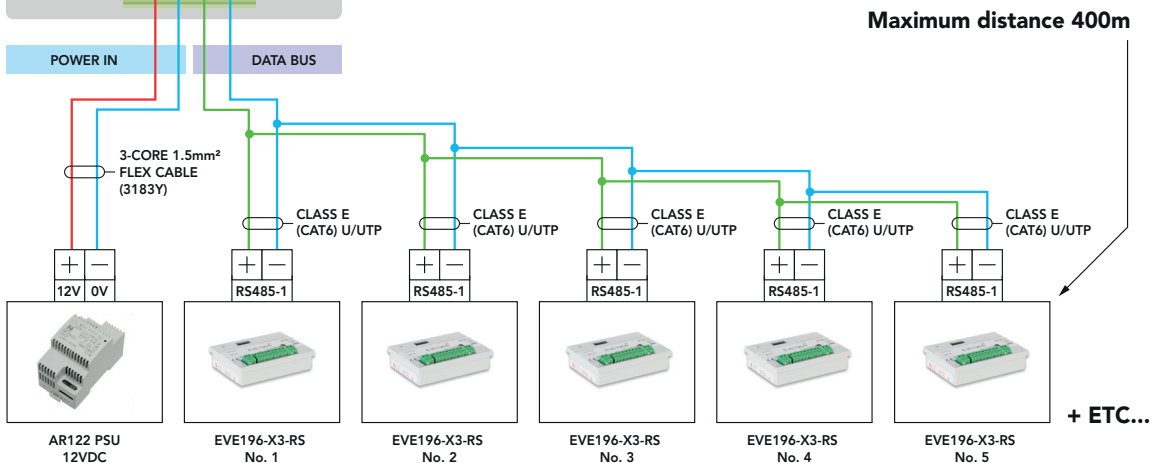 Maximum distance 400m
POWER IN
DATA BUS
3-CORE 1.5mm²
FLEX CABLE
(3183Y)
CLASS E
(CAT6) U/UTP
CLASS E
(CAT6) U/UTP
CLASS E
(CAT6) U/UTP
CLASS E
(CAT6) U/UTP
CLASS E
(CAT6) U/UTP
+ −
+ −
+ −
+ −
+ −
+ −
12V 0V
RS485-1
RS485-1
RS485-1
RS485-1
RS485-1
+ ETC...
AR122 PSU
12VDC
EVE196-X3-RS
No. 1
EVE196-X3-RS
No. 2
EVE196-X3-RS
No. 3
EVE196-X3-RS
No. 4
EVE196-X3-RS
No. 5